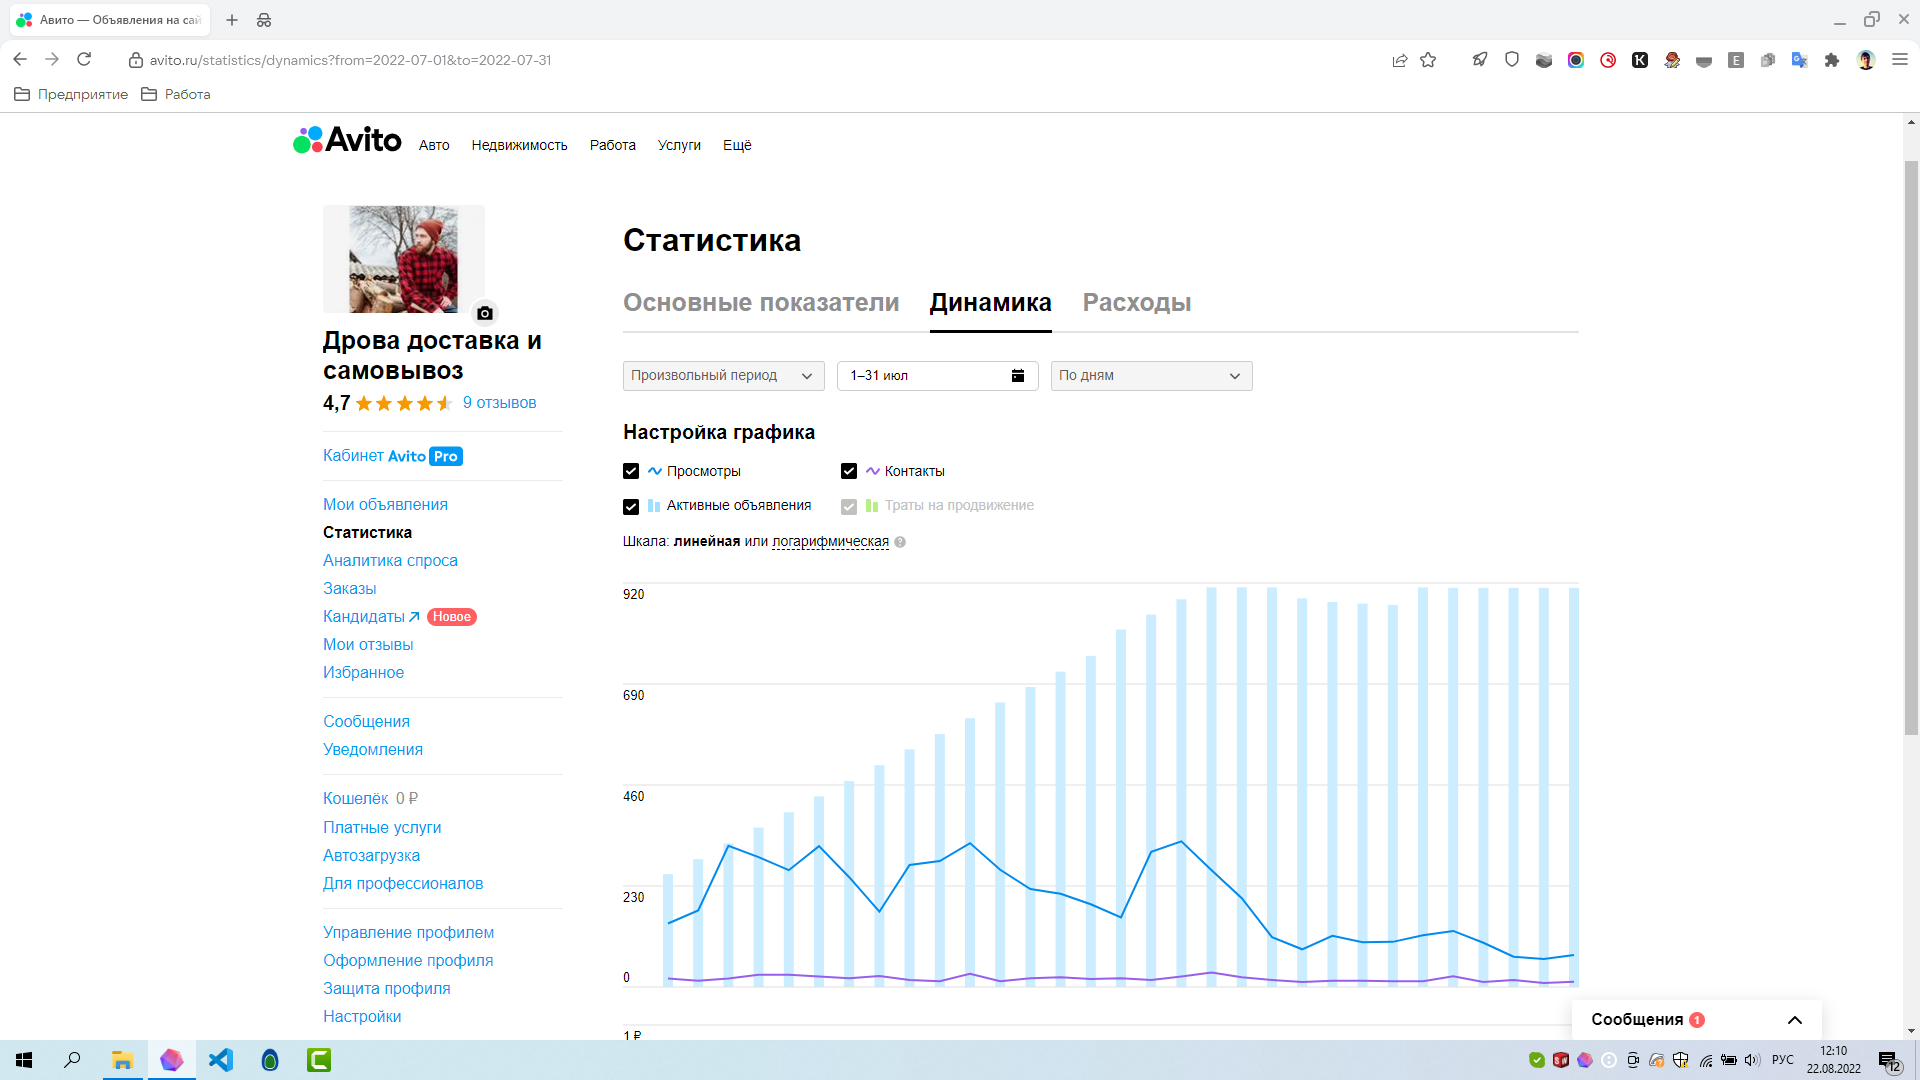 Авито — Объявления на сай
avito.ru/statistics/dynamics?from=2022-07-01&to=2022-07-31
Предприятие
Работа
Avito
Авто
Недвижимость
Работа
Услуги
Ещё
Дрова доставка и
самовывоз
4,7
9 отзывов
Кабинет Avito Pro
Мои объявления
Статистика
Аналитика спроса
Заказы
Кандидаты
Новое
Мои отзывы
Избранное
Сообщения
Уведомления
Кошелёк 0 ₽
Платные услуги
Автозагрузка
Для профессионалов
Управление профилем
Оформление профиля
Защита профиля
Настройки
Статистика
Основные показатели
Динамика
Расходы
Произвольный период
1–31 июл
По дням
Настройка графика
Просмотры
Контакты
Активные объявления
Траты на продвижение
Шкала: линейная или логарифмическая
920
690
460
230
0
1 ₽
Сообщения 1
РУС
12:10
22.08.2022
12